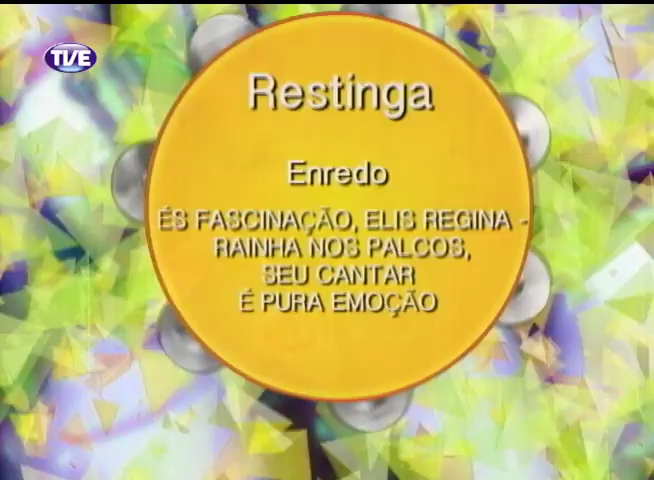 TVE
Restinga
Enredo
ÉS FASCINAÇÃO, ELIS REGINA -
RAINHA NOS PALCOS,
SEU CANTAR
É PURA EMOÇÃO